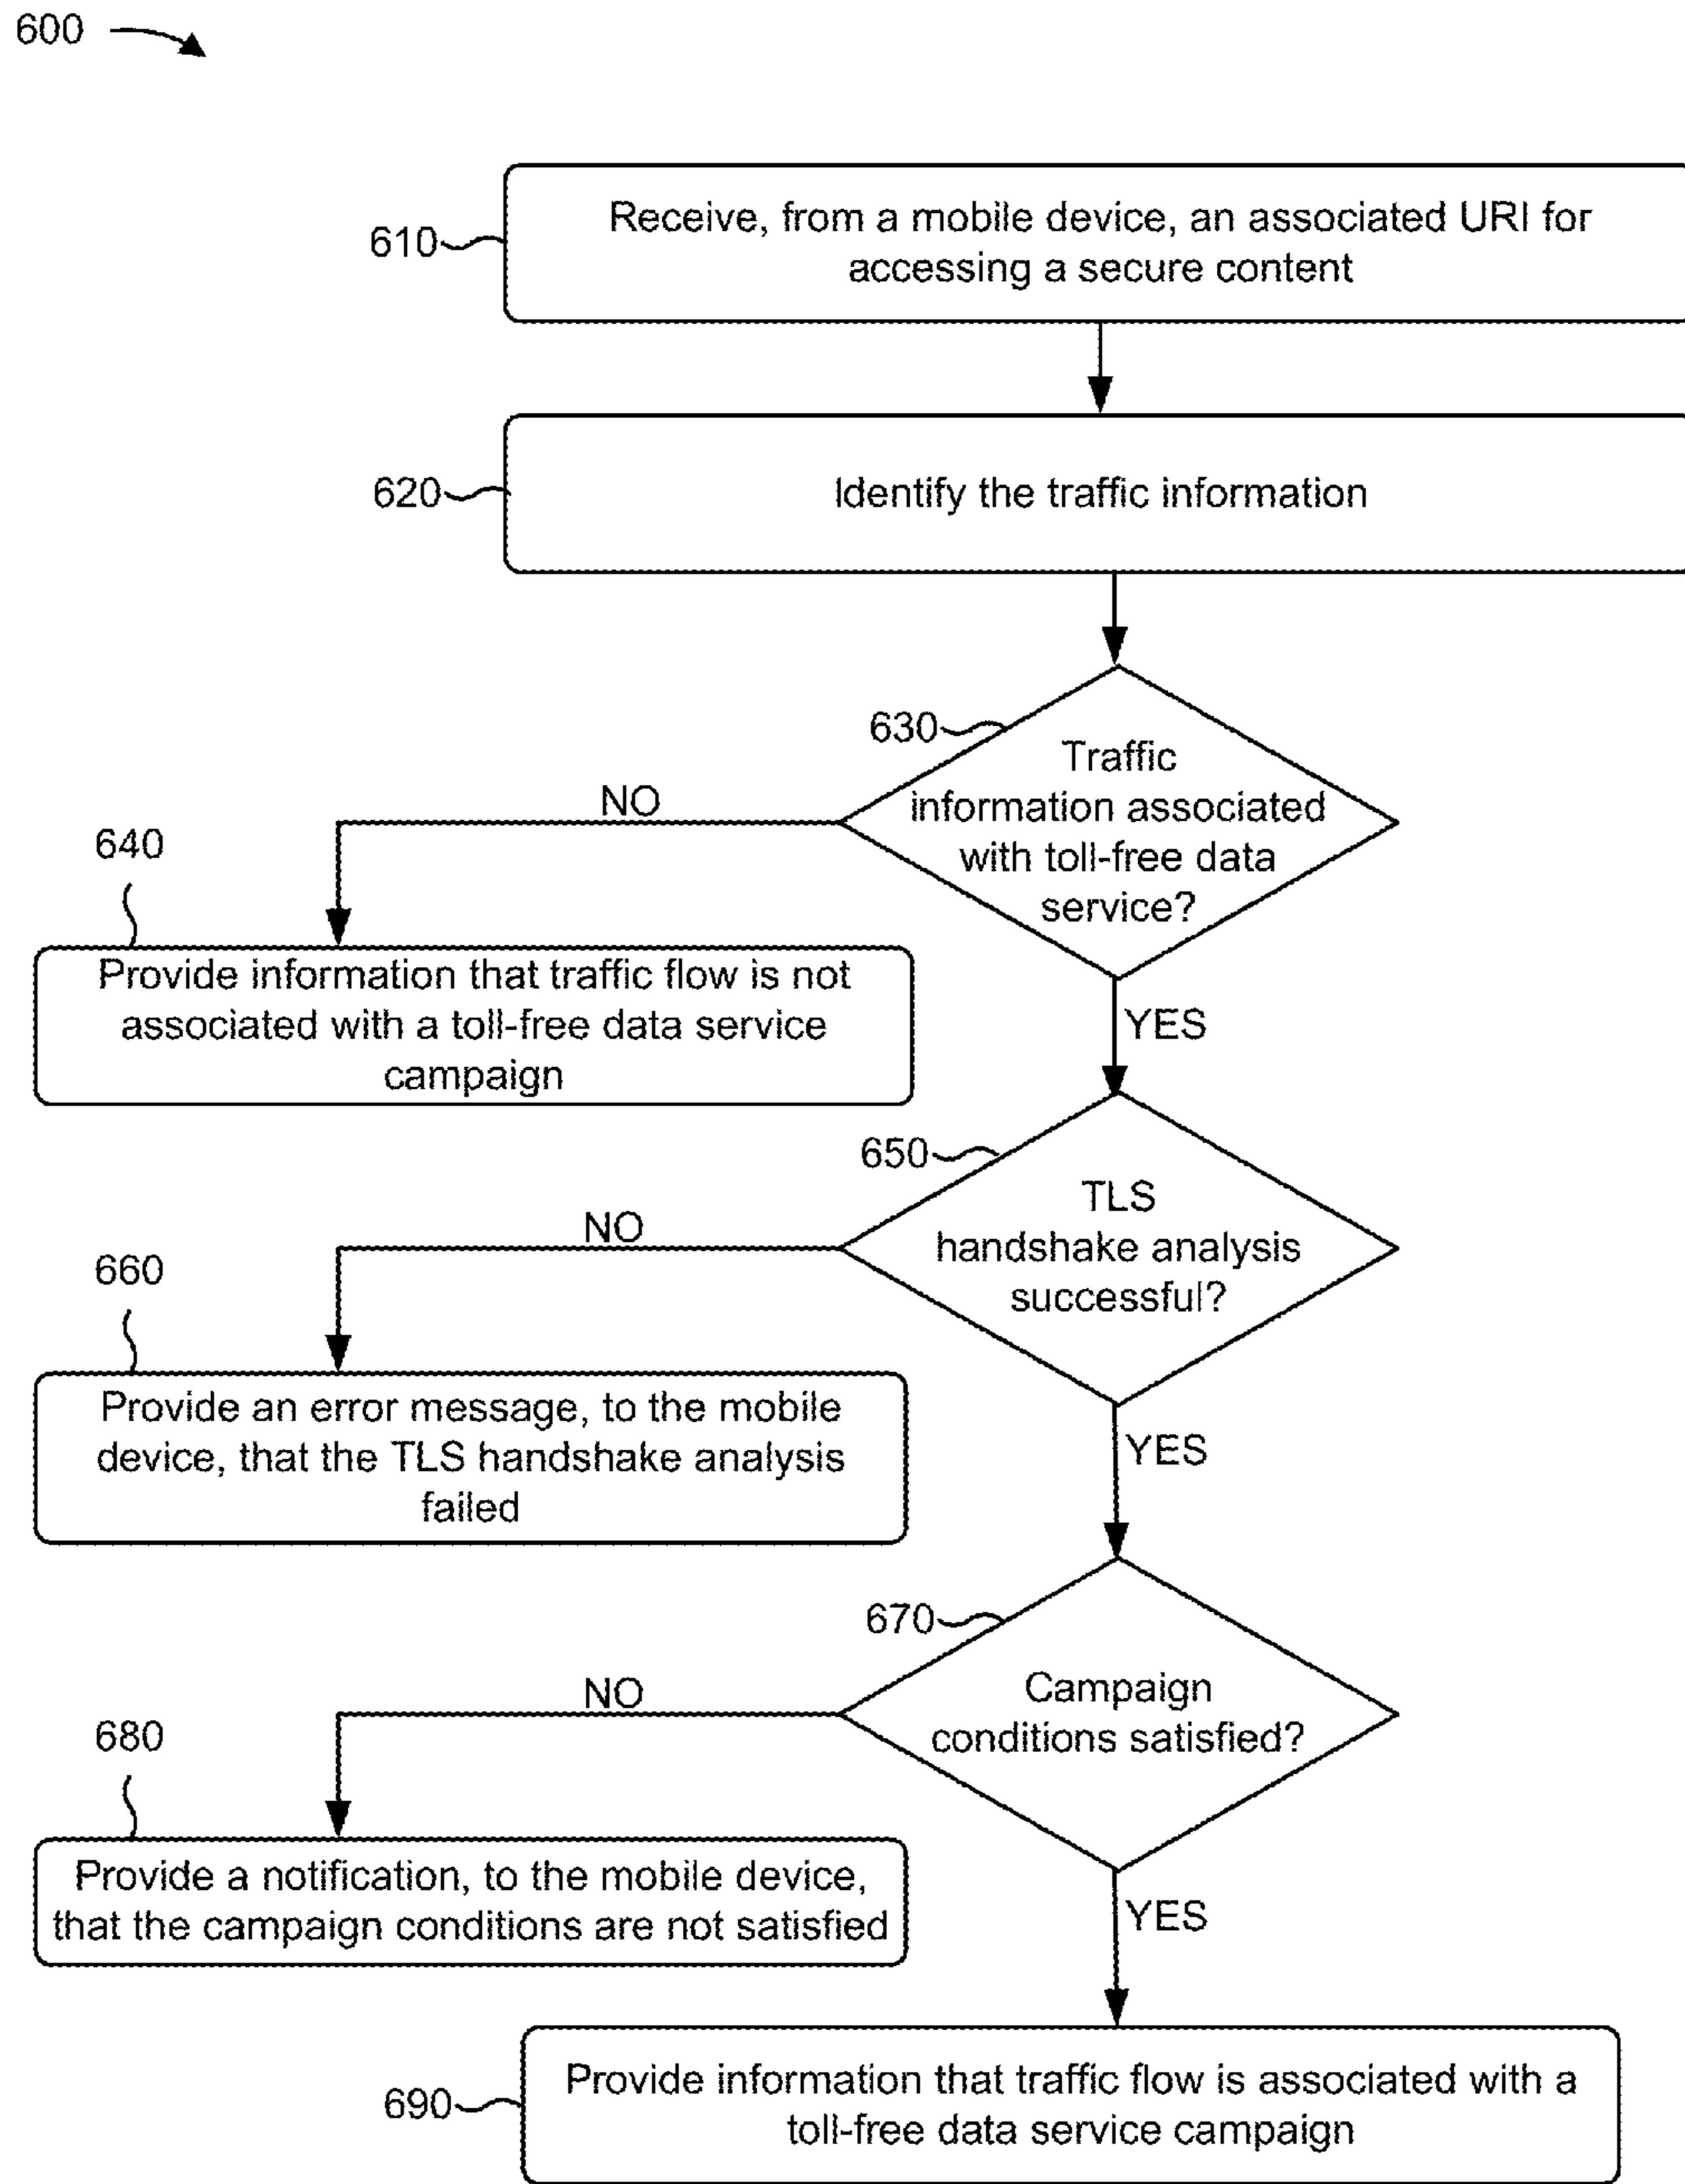 600
Receive, from a mobile device, an associated URI for
accessing a secure content
610
Identify the traffic information
620
630
Traffic
information associated
with toll-free data
service?
NO
640
Provide information that traffic flow is not
associated with a toll-free data service
campaign
YES
650
TLS
handshake analysis
successful?
NO
660
Provide an error message, to the mobile
device, that the TLS handshake analysis
failed
YES
670
Campaign
conditions satisfied?
NO
680
Provide a notification, to the mobile device,
that the campaign conditions are not satisfied
YES
690
Provide information that traffic flow is associated with a
toll-free data service campaign